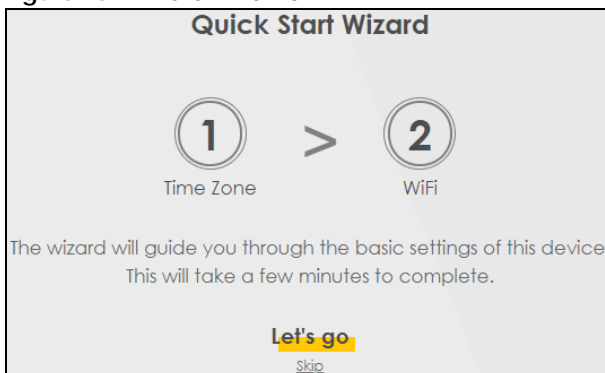 Quick Start Wizard
1 > 2
Time Zone WiFi
The wizard will guide you through the basic settings of this device
This will take a few minutes to complete.
Let's go
Skip